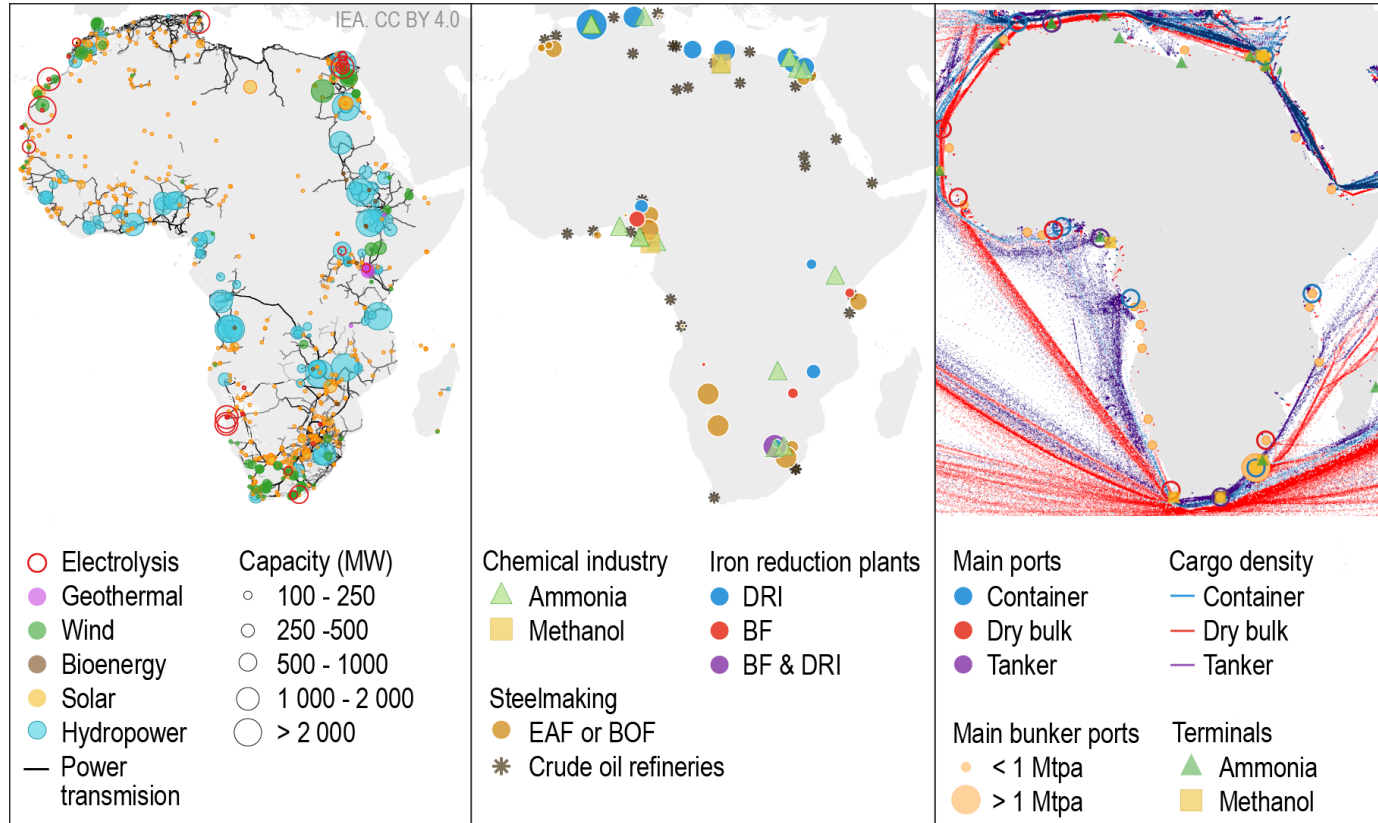 IEA. CC BY 4.0
Electrolysis
Geothermal
Wind
Bioenergy
Solar
Hydropower
Power
transmision
Capacity (MW)
100 - 250
250 -500
500 - 1000
1 000 - 2 000
> 2 000
Chemical industry
Ammonia
Methanol
Steelmaking
EAF or BOF
Crude oil refineries
Iron reduction plants
DRI
BF
BF & DRI
Main ports
Container
Dry bulk
Tanker
Cargo density
Container
Dry bulk
Tanker
Main bunker ports
< 1 Mtpa
> 1 Mtpa
Terminals
Ammonia
Methanol